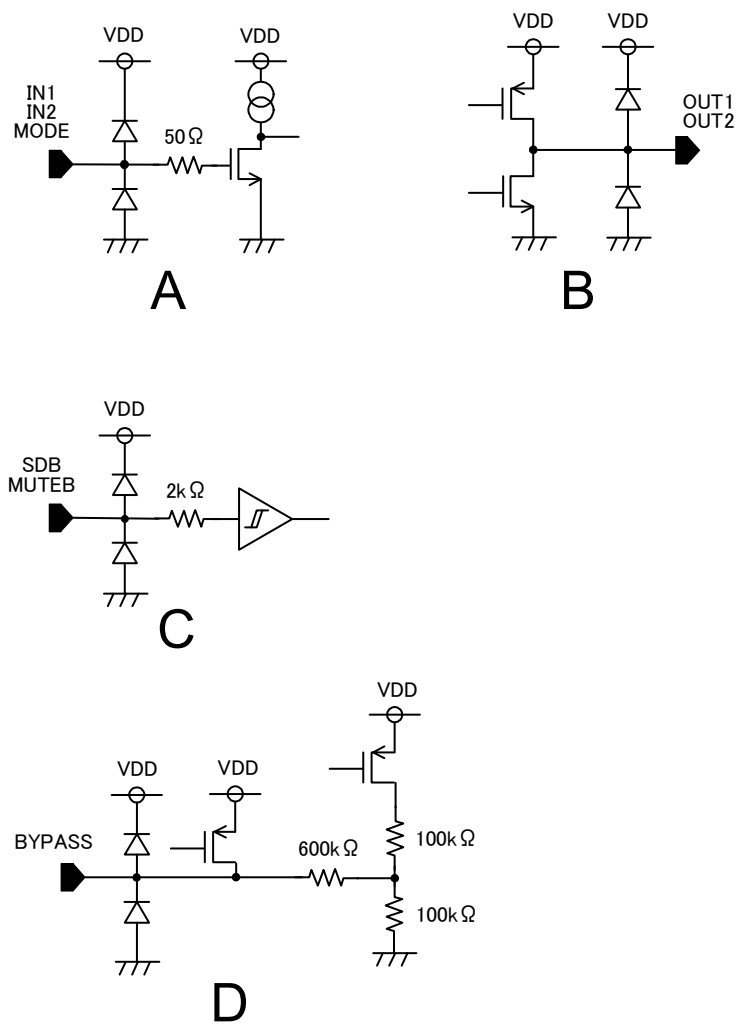 VDD
VDD
IN1
IN2
MODE
50Ω
A
VDD
VDD
OUT1
OUT2
B
VDD
SDB
MUTEB
2kΩ
C
VDD
VDD
VDD
BYPASS
600kΩ
100kΩ
100kΩ
D